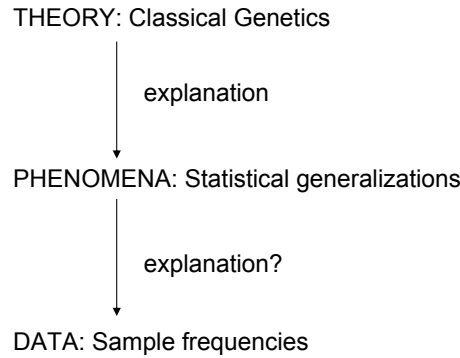 THEORY: Classical Genetics
explanation
PHENOMENA: Statistical generalizations
explanation?
DATA: Sample frequencies